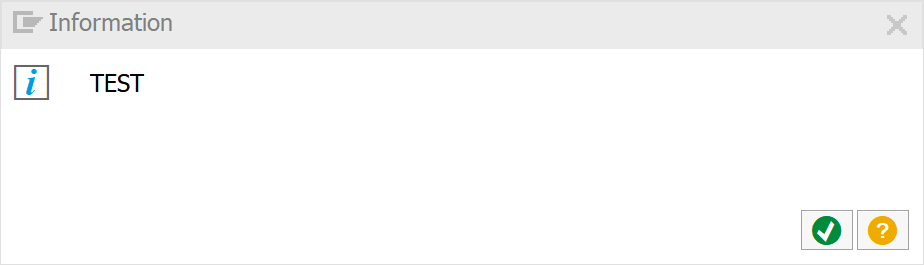 Information
i TEST
?